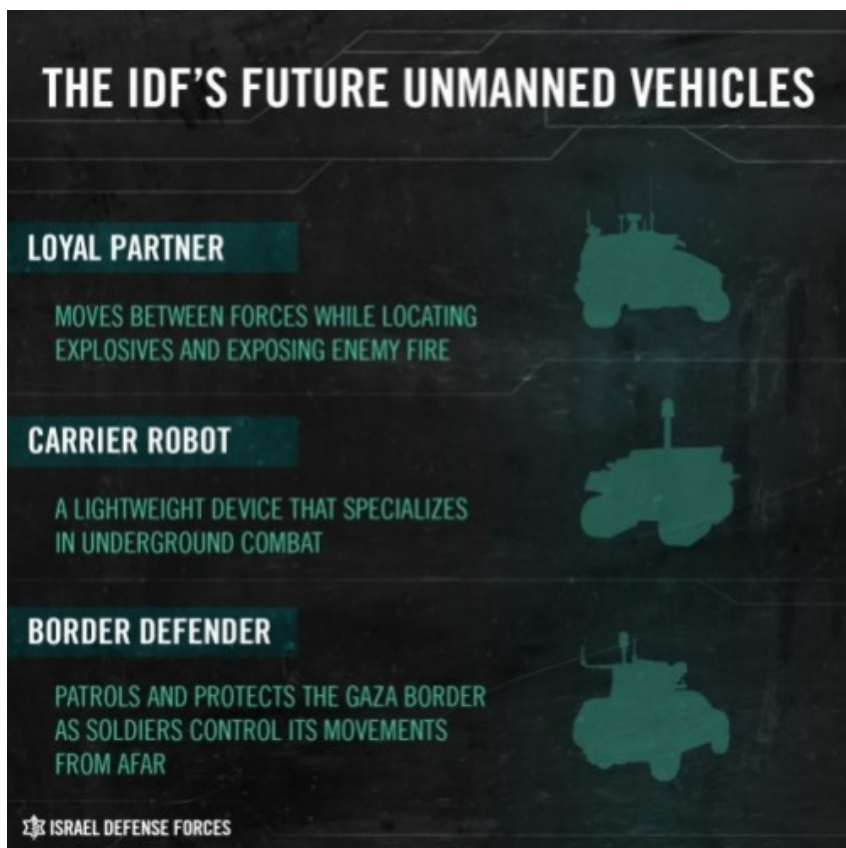 THE IDF'S FUTURE UNMANNED VEHICLES
LOYAL PARTNER
MOVES BETWEEN FORCES WHILE LOCATING
EXPLOSIVES AND EXPOSING ENEMY FIRE
CARRIER ROBOT
A LIGHTWEIGHT DEVICE THAT SPECIALIZES
IN UNDERGROUND COMBAT
BORDER DEFENDER
PATROLS AND PROTECTS THE GAZA BORDER
AS SOLDIERS CONTROL ITS MOVEMENTS
FROM AFAR
ISRAEL DEFENSE FORCES